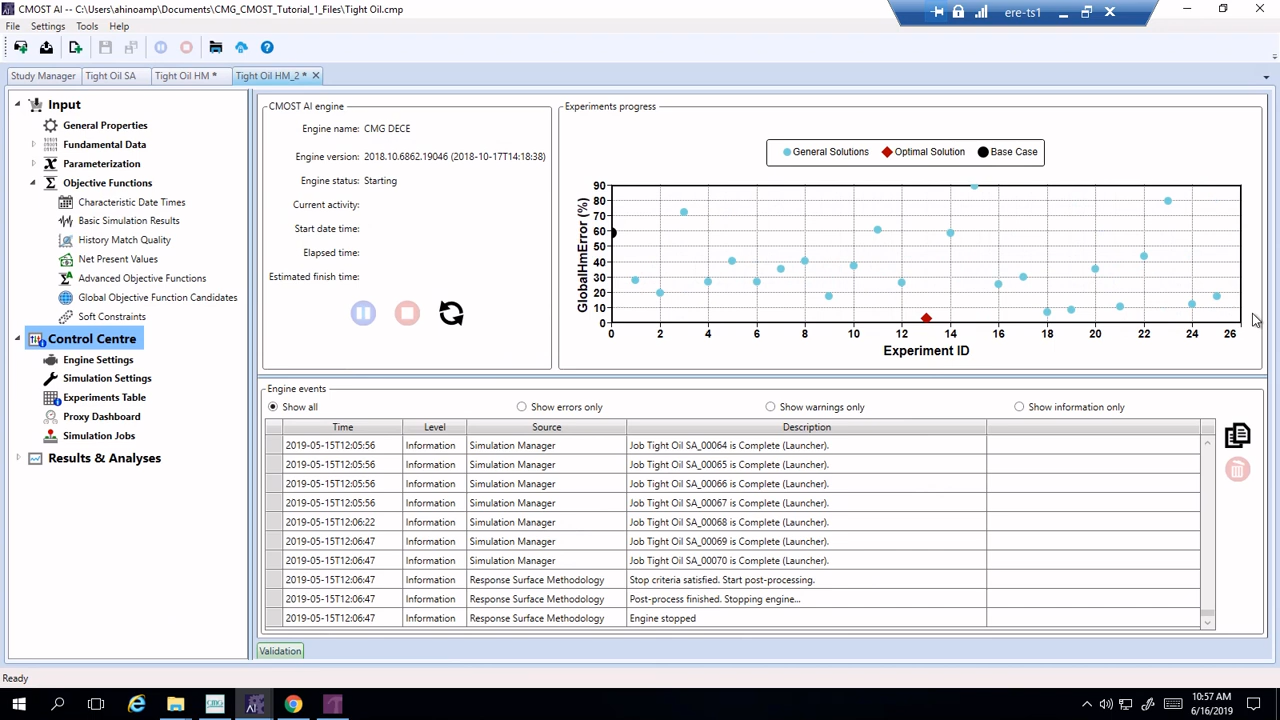 CMOST AI -- C:\Users\ahinoamp\Documents\CMG_CMOST_Tutorial_1_Files\Tight Oil.cmp
ere-ts1
File Settings Tools Help
Study Manager Tight Oil SA Tight Oil HM * Tight Oil HM_2 *
Input
General Properties
Fundamental Data
Parameterization
Objective Functions
Characteristic Date Times
Basic Simulation Results
History Match Quality
Net Present Values
Advanced Objective Functions
Global Objective Function Candidates
Soft Constraints
Control Centre
Engine Settings
Simulation Settings
Experiments Table
Proxy Dashboard
Simulation Jobs
Results & Analyses
CMOST AI engine
Engine name: CMG DECE
Engine version: 2018.10.6862.19046 (2018-10-17T14:18:38)
Engine status: Starting
Current activity:
Start date time:
Elapsed time:
Estimated finish time:
Experiments progress
General Solutions Optimal Solution Base Case
GlobalHmError (%)
90
80
70
60
50
40
30
20
10
0
0 2 4 6 8 10 12 14 16 18 20 22 24 26
Experiment ID
Engine events
Show all Show errors only Show warnings only Show information only
Time Level Source Description
2019-05-15T12:05:56 Information Simulation Manager Job Tight Oil SA_00064 is Complete (Launcher).
2019-05-15T12:05:56 Information Simulation Manager Job Tight Oil SA_00065 is Complete (Launcher).
2019-05-15T12:05:56 Information Simulation Manager Job Tight Oil SA_00066 is Complete (Launcher).
2019-05-15T12:05:56 Information Simulation Manager Job Tight Oil SA_00067 is Complete (Launcher).
2019-05-15T12:06:22 Information Simulation Manager Job Tight Oil SA_00068 is Complete (Launcher).
2019-05-15T12:06:47 Information Simulation Manager Job Tight Oil SA_00069 is Complete (Launcher).
2019-05-15T12:06:47 Information Simulation Manager Job Tight Oil SA_00070 is Complete (Launcher).
2019-05-15T12:06:47 Information Response Surface Methodology Stop criteria satisfied. Start post-processing.
2019-05-15T12:06:47 Information Response Surface Methodology Post-process finished. Stopping engine...
2019-05-15T12:06:47 Information Response Surface Methodology Engine stopped
Validation
Ready
CMG
AI
10:57 AM
6/16/2019